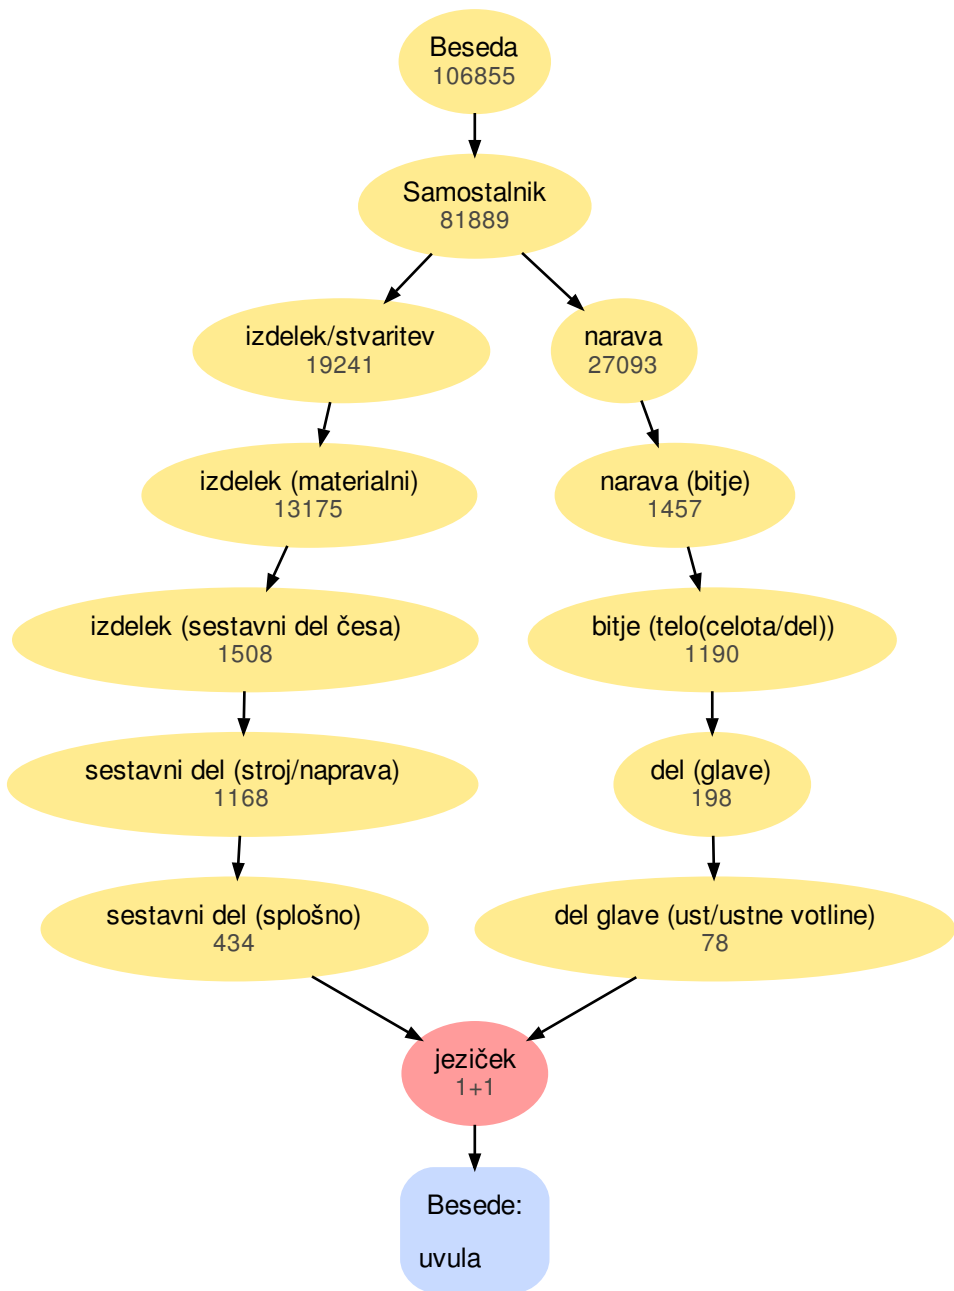 Beseda
106855
Samostalnik
81889
izdelek/stvaritev
19241
narava
27093
izdelek (materialni)
13175
narava (bitje)
1457
izdelek (sestavni del česa)
1508
bitje (telo(celota/del))
1190
sestavni del (stroj/naprava)
1168
del (glave)
198
sestavni del (splošno)
434
del glave (ust/ustne votline)
78
jeziček
1+1
Besede:
uvula